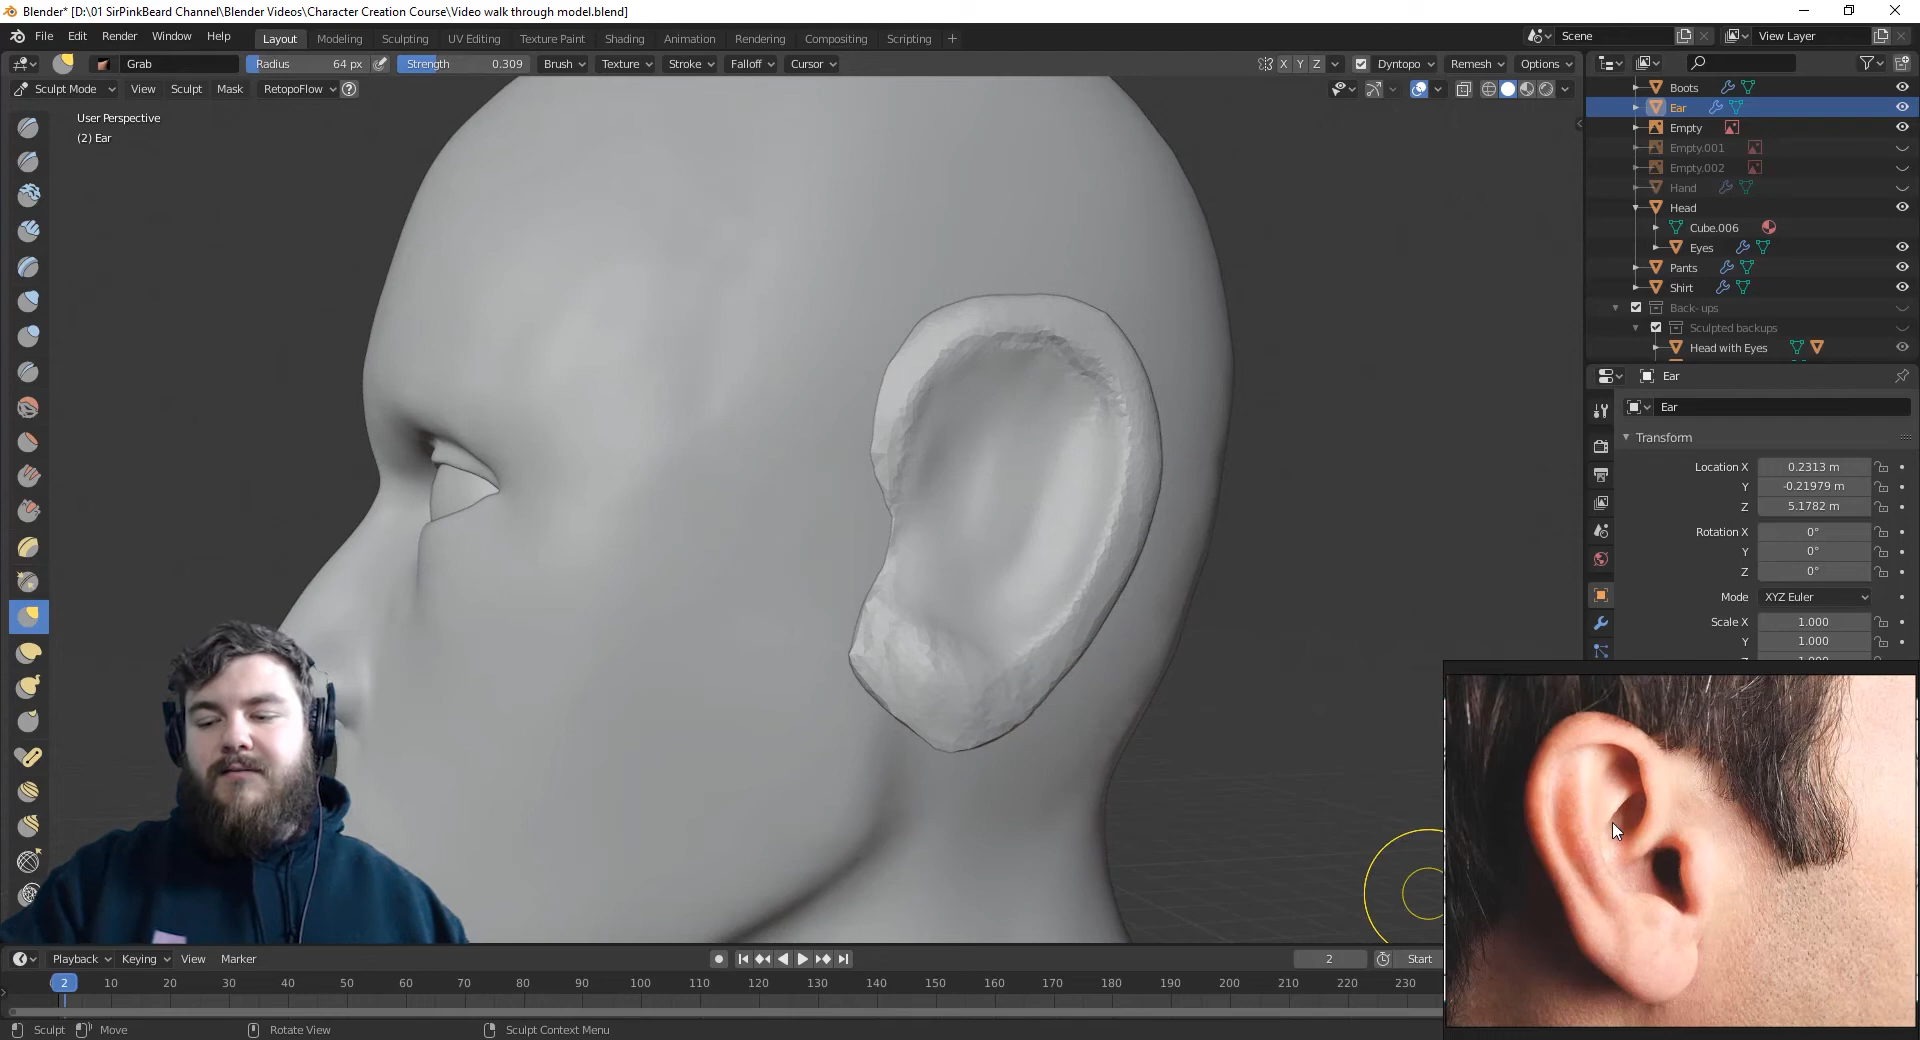 Blender* [D:\01 SirPinkBeard Channel\Blender Videos\Character Creation Course\Video walk through model.blend]
File Edit Render Window Help Layout Modeling Sculpting UV Editing Texture Paint Shading Animation Rendering Compositing Scripting + Scene View Layer
Grab Radius 64 px Strength 0.309 Brush Texture Stroke Falloff Cursor X Y Z Dyntopo Remesh Options
Sculpt Mode View Sculpt Mask RetopoFlow ?
User Perspective
(2) Ear
Boots
Ear
Empty
Empty.001
Empty.002
Hand
Head
Cube.006
Eyes
Pants
Shirt
Back- ups
Sculpted backups
Head with Eyes
Ear
Ear
Transform
Location X 0.2313 m
Y -0.21979 m
Z 5.1782 m
Rotation X 0°
Y 0°
Z 0°
Mode XYZ Euler
Scale X 1.000
Y 1.000
Playback Keying View Marker 2 Start
2 10 20 30 40 50 60 70 80 90 100 110 120 130 140 150 160 170 180 190 200 210 220 230
Sculpt Move Rotate View Sculpt Context Menu